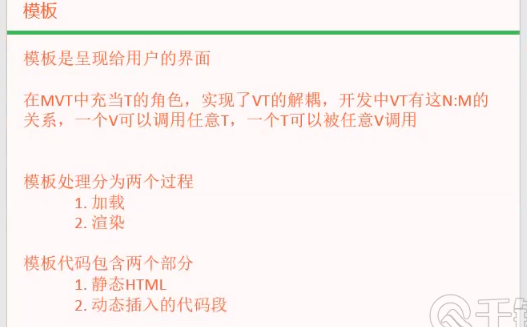 模板
模板是呈现给用户的界面
在MVT中充当T的角色，实现了VT的解耦，开发中VT有这N:M的
关系，一个V可以调用任意T，一个T可以被任意V调用
模板处理分为两个过程
1. 加载
2. 渲染
模板代码包含两个部分
1. 静态HTML
2. 动态插入的代码段
千锋